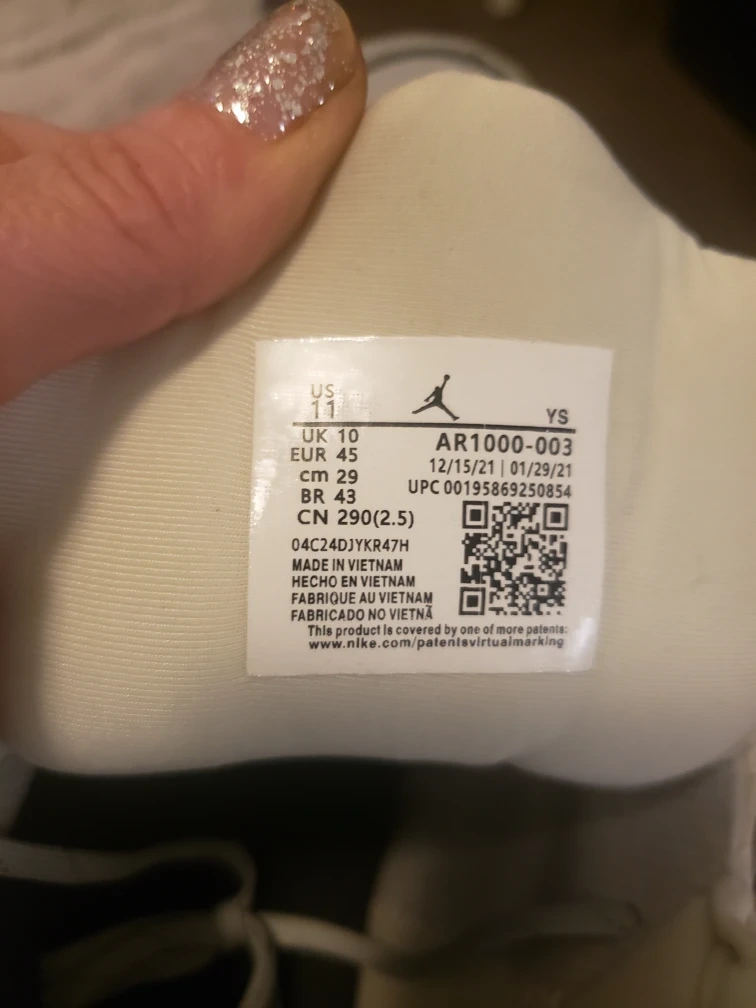 US
11
YS
UK 10
EUR 45
cm 29
BR 43
CN 290(2.5)
AR1000-003
12/15/21 | 01/29/21
UPC 00195869250854
04C24DJYKR47H
MADE IN VIETNAM
HECHO EN VIETNAM
FABRIQUE AU VIETNAM
FABRICADO NO VIETNÃ
This product is covered by one of more patents:
www.nike.com/patentsvirtualmarking